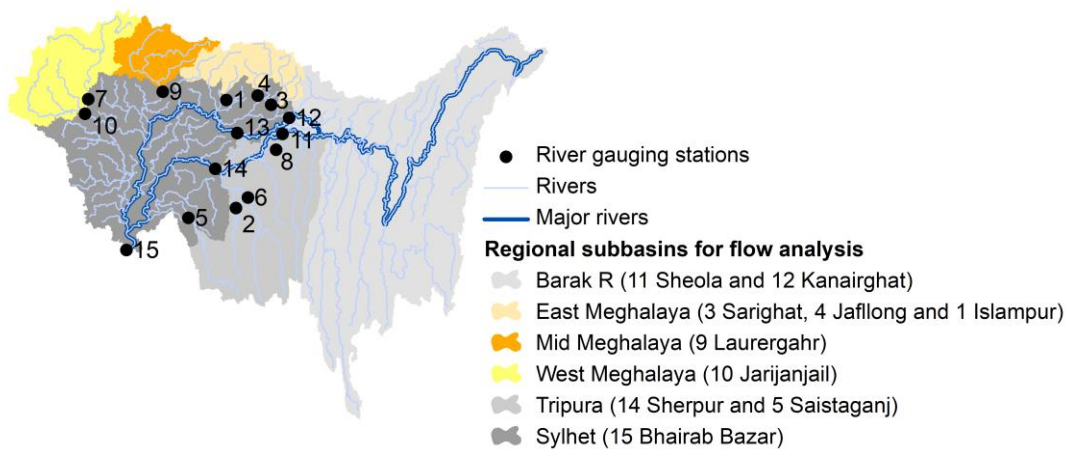 4
9
7
1
3
12
10
13
11
8
14
6
2
5
15
River gauging stations
Rivers
Major rivers
Regional subbasins for flow analysis
Barak R (11 Sheola and 12 Kanairghat)
East Meghalaya (3 Sarighat, 4 Jafllong and 1 Islampur)
Mid Meghalaya (9 Laurergahr)
West Meghalaya (10 Jarijanjail)
Tripura (14 Sherpur and 5 Saistaganj)
Sylhet (15 Bhairab Bazar)